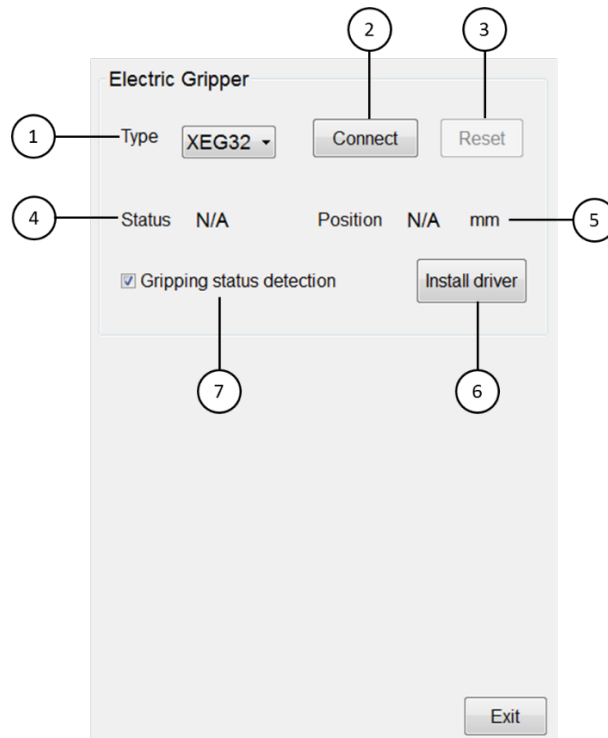 2 3
Electric Gripper
1 Type XEG32 Connect Reset
4 Status N/A Position N/A mm 5
Gripping status detection Install driver
7 6
Exit